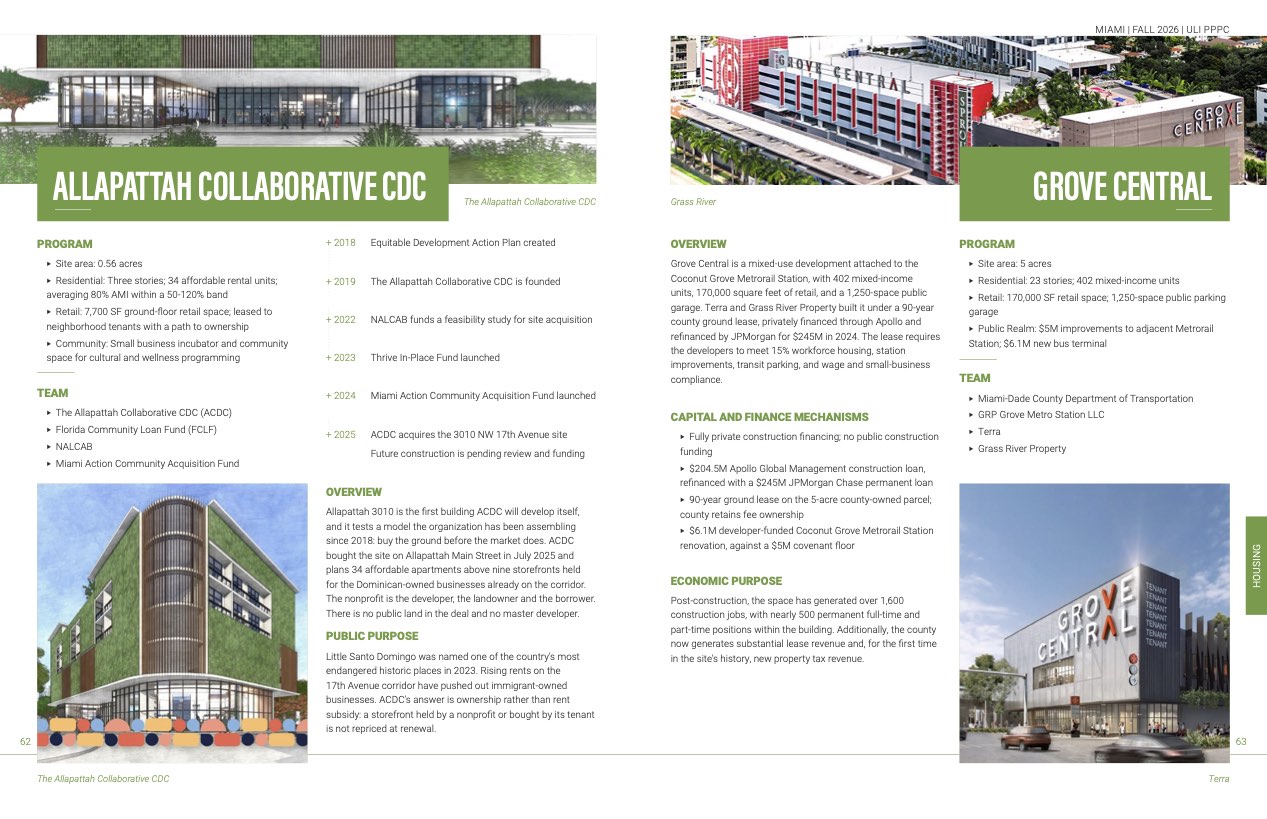 MIAMI | FALL 2026 | ULI PPPC
ALLAPATTAH COLLABORATIVE CDC
The Allapattah Collaborative CDC
PROGRAM
‣ Site area: 0.56 acres
‣ Residential: Three stories; 34 affordable rental units;
averaging 80% AMI within a 50-120% band
‣ Retail: 7,700 SF ground-floor retail space; leased to
neighborhood tenants with a path to ownership
‣ Community: Small business incubator and community
space for cultural and wellness programming
TEAM
‣ The Allapattah Collaborative CDC (ACDC)
‣ Florida Community Loan Fund (FCLF)
‣ NALCAB
‣ Miami Action Community Acquisition Fund
+ 2018 Equitable Development Action Plan created
+ 2019 The Allapattah Collaborative CDC is founded
+ 2022 NALCAB funds a feasibility study for site acquisition
+ 2023 Thrive In-Place Fund launched
+ 2024 Miami Action Community Acquisition Fund launched
+ 2025 ACDC acquires the 3010 NW 17th Avenue site
Future construction is pending review and funding
OVERVIEW
Allapattah 3010 is the first building ACDC will develop itself,
and it tests a model the organization has been assembling
since 2018: buy the ground before the market does. ACDC
bought the site on Allapattah Main Street in July 2025 and
plans 34 affordable apartments above nine storefronts held
for the Dominican-owned businesses already on the corridor.
The nonprofit is the developer, the landowner and the borrower.
There is no public land in the deal and no master developer.
PUBLIC PURPOSE
Little Santo Domingo was named one of the country's most
endangered historic places in 2023. Rising rents on the
17th Avenue corridor have pushed out immigrant-owned
businesses. ACDC's answer is ownership rather than rent
subsidy: a storefront held by a nonprofit or bought by its tenant
is not repriced at renewal.
62
The Allapattah Collaborative CDC
GROVE CENTRAL
SPRO
GROVE
CENTRAL
GROVE CENTRAL
Grass River
OVERVIEW
Grove Central is a mixed-use development attached to the
Coconut Grove Metrorail Station, with 402 mixed-income
units, 170,000 square feet of retail, and a 1,250-space public
garage. Terra and Grass River Property built it under a 90-year
county ground lease, privately financed through Apollo and
refinanced by JPMorgan for $245M in 2024. The lease requires
the developers to meet 15% workforce housing, station
improvements, transit parking, and wage and small-business
compliance.
CAPITAL AND FINANCE MECHANISMS
‣ Fully private construction financing; no public construction
funding
‣ $204.5M Apollo Global Management construction loan,
refinanced with a $245M JPMorgan Chase permanent loan
‣ 90-year ground lease on the 5-acre county-owned parcel;
county retains fee ownership
‣ $6.1M developer-funded Coconut Grove Metrorail Station
renovation, against a $5M covenant floor
ECONOMIC PURPOSE
Post-construction, the space has generated over 1,600
construction jobs, with nearly 500 permanent full-time and
part-time positions within the building. Additionally, the county
now generates substantial lease revenue and, for the first time
in the site's history, new property tax revenue.
PROGRAM
‣ Site area: 5 acres
‣ Residential: 23 stories; 402 mixed-income units
‣ Retail: 170,000 SF retail space; 1,250-space public parking
garage
‣ Public Realm: $5M improvements to adjacent Metrorail
Station; $6.1M new bus terminal
TEAM
‣ Miami-Dade County Department of Transportation
‣ GRP Grove Metro Station LLC
‣ Terra
‣ Grass River Property
GROVE
CENTRAL
TENANT
TENANT
TENANT
TENANT
TENANT
TENANT
TENANT
HOUSING
63
Terra